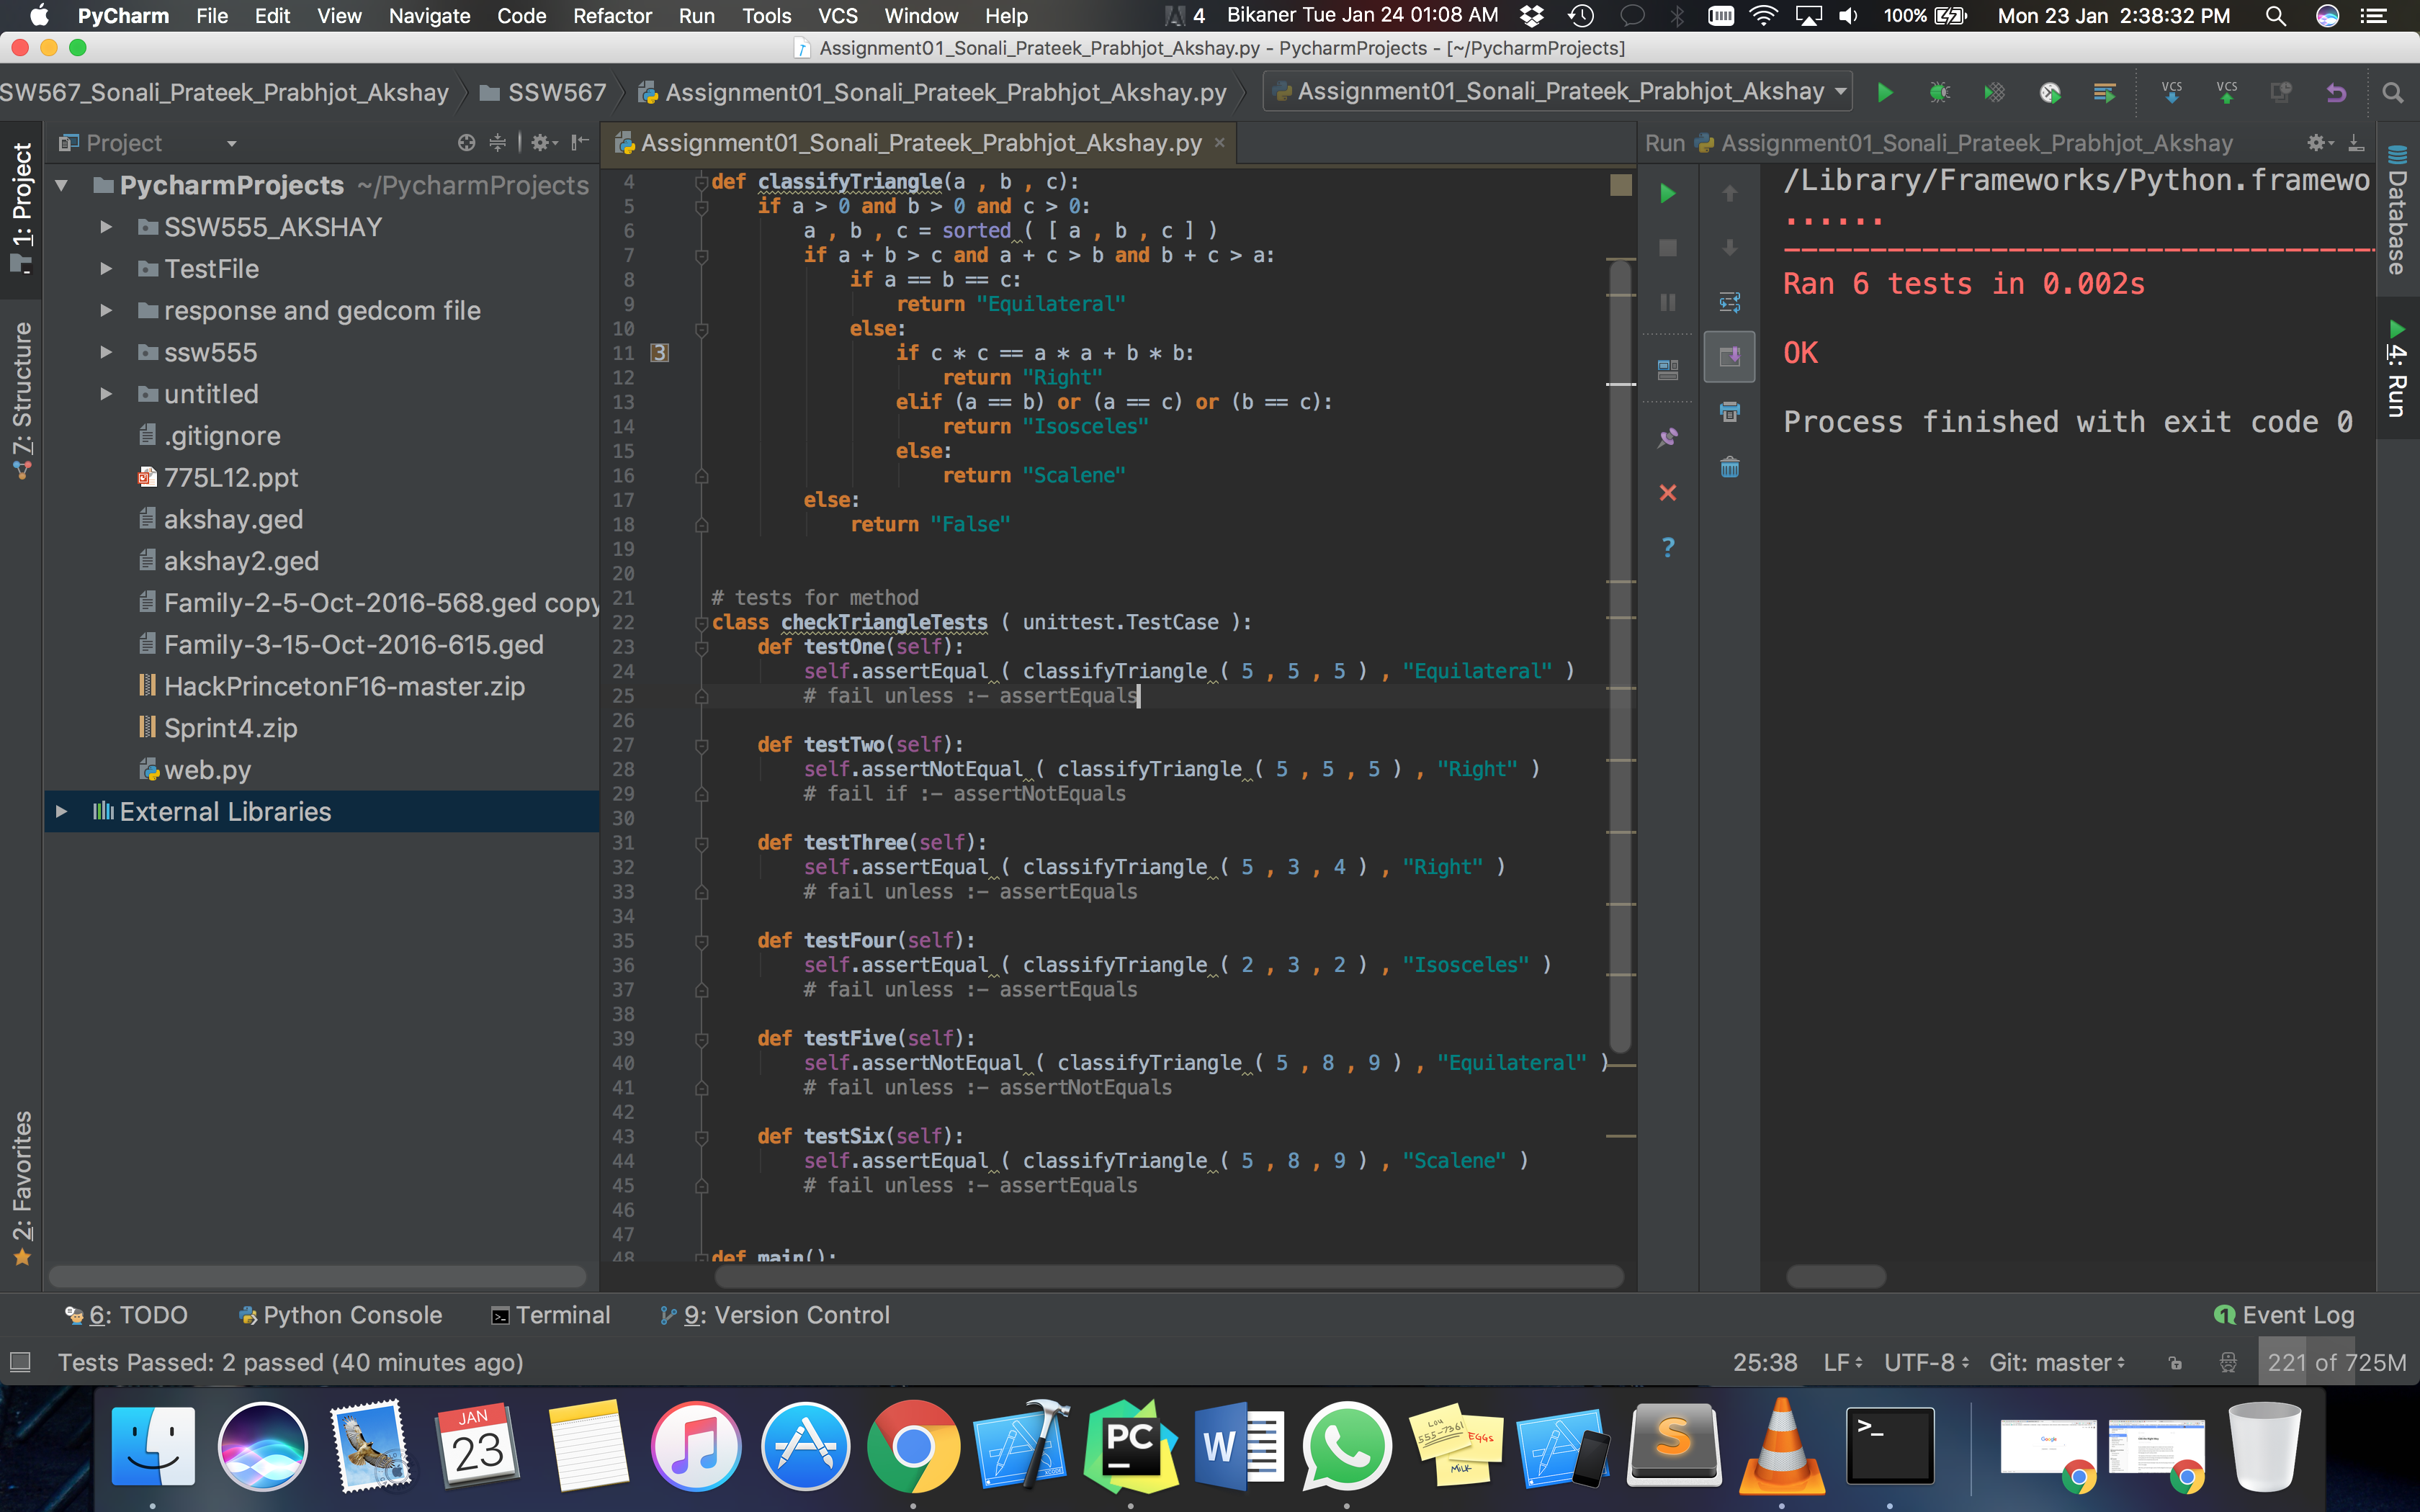 PyCharm File Edit View Navigate Code Refactor Run Tools VCS Window Help 4 Bikaner Tue Jan 24 01:08 AM 100% Mon 23 Jan 2:38:32 PM
Assignment01_Sonali_Prateek_Prabhjot_Akshay.py - PycharmProjects - [~/PycharmProjects]
SW567_Sonali_Prateek_Prabhjot_Akshay SSW567 Assignment01_Sonali_Prateek_Prabhjot_Akshay.py Assignment01_Sonali_Prateek_Prabhjot_Akshay VCS VCS
1: Project
7: Structure
2: Favorites
Project
PycharmProjects ~/PycharmProjects
SSW555_AKSHAY
TestFile
response and gedcom file
ssw555
untitled
.gitignore
775L12.ppt
akshay.ged
akshay2.ged
Family-2-5-Oct-2016-568.ged copy
Family-3-15-Oct-2016-615.ged
HackPrincetonF16-master.zip
Sprint4.zip
web.py
External Libraries
Assignment01_Sonali_Prateek_Prabhjot_Akshay.py
4 def classifyTriangle(a , b , c):
5 if a > 0 and b > 0 and c > 0:
6 a , b , c = sorted ( [ a , b , c ] )
7 if a + b > c and a + c > b and b + c > a:
8 if a == b == c:
9 return "Equilateral"
10 else:
11 3 if c * c == a * a + b * b:
12 return "Right"
13 elif (a == b) or (a == c) or (b == c):
14 return "Isosceles"
15 else:
16 return "Scalene"
17 else:
18 return "False"
19
20
21 # tests for method
22 class checkTriangleTests ( unittest.TestCase ):
23 def testOne(self):
24 self.assertEqual ( classifyTriangle ( 5 , 5 , 5 ) , "Equilateral" )
25 # fail unless :- assertEquals
26
27 def testTwo(self):
28 self.assertNotEqual ( classifyTriangle ( 5 , 5 , 5 ) , "Right" )
29 # fail if :- assertNotEquals
30
31 def testThree(self):
32 self.assertEqual ( classifyTriangle ( 5 , 3 , 4 ) , "Right" )
33 # fail unless :- assertEquals
34
35 def testFour(self):
36 self.assertEqual ( classifyTriangle ( 2 , 3 , 2 ) , "Isosceles" )
37 # fail unless :- assertEquals
38
39 def testFive(self):
40 self.assertNotEqual ( classifyTriangle ( 5 , 8 , 9 ) , "Equilateral" )
41 # fail unless :- assertNotEquals
42
43 def testSix(self):
44 self.assertEqual ( classifyTriangle ( 5 , 8 , 9 ) , "Scalene" )
45 # fail unless :- assertEquals
46
47
48 def main():
Run Assignment01_Sonali_Prateek_Prabhjot_Akshay
/Library/Frameworks/Python.framewo
......
----------------------------------
Ran 6 tests in 0.002s
OK
Process finished with exit code 0
Database
4: Run
6: TODO Python Console Terminal 9: Version Control 1 Event Log
Tests Passed: 2 passed (40 minutes ago) 25:38 LF UTF-8 Git: master 221 of 725M
JAN
23
PC
W
Lou
555-7361
EGGS
MILK
S
>_
Google